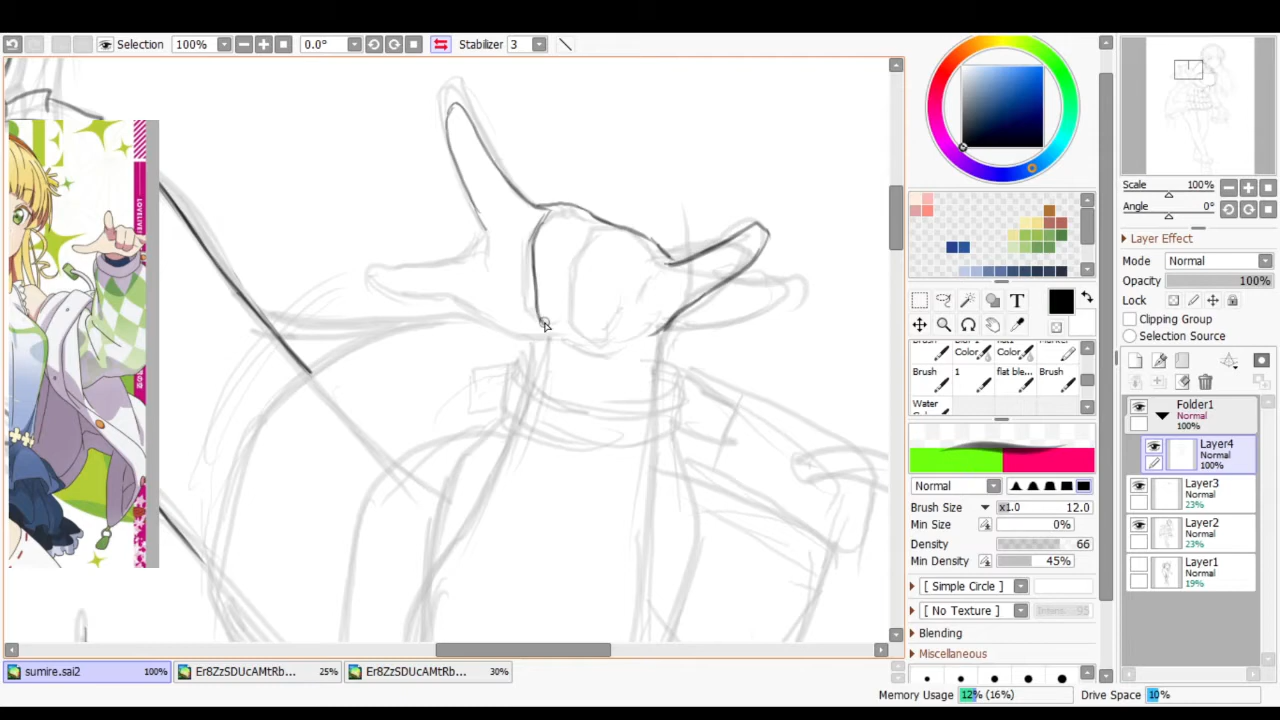 Selection 100% 0.0° Stabilizer 3
LOVELIVE!
T
Brush Color Color Marker
Brush 1 flat ble... Brush
Water
Normal
Brush Size x1.0 12.0
Min Size 0%
Density 66
Min Density 45%
[ Simple Circle ]
[ No Texture ] Intens.. 95
Blending
Miscellaneous
Scale 100%
Angle 0°
Layer Effect
Mode Normal
Opacity 100%
Lock
Clipping Group
Selection Source
Folder1
Normal
100%
Layer4
Normal
100%
Layer3
Normal
23%
Layer2
Normal
23%
Layer1
Normal
19%
sumire.sai2 100% Er8ZzSDUcAMtRb... 25% Er8ZzSDUcAMtRb... 30%
Memory Usage 12% (16%) Drive Space 10%